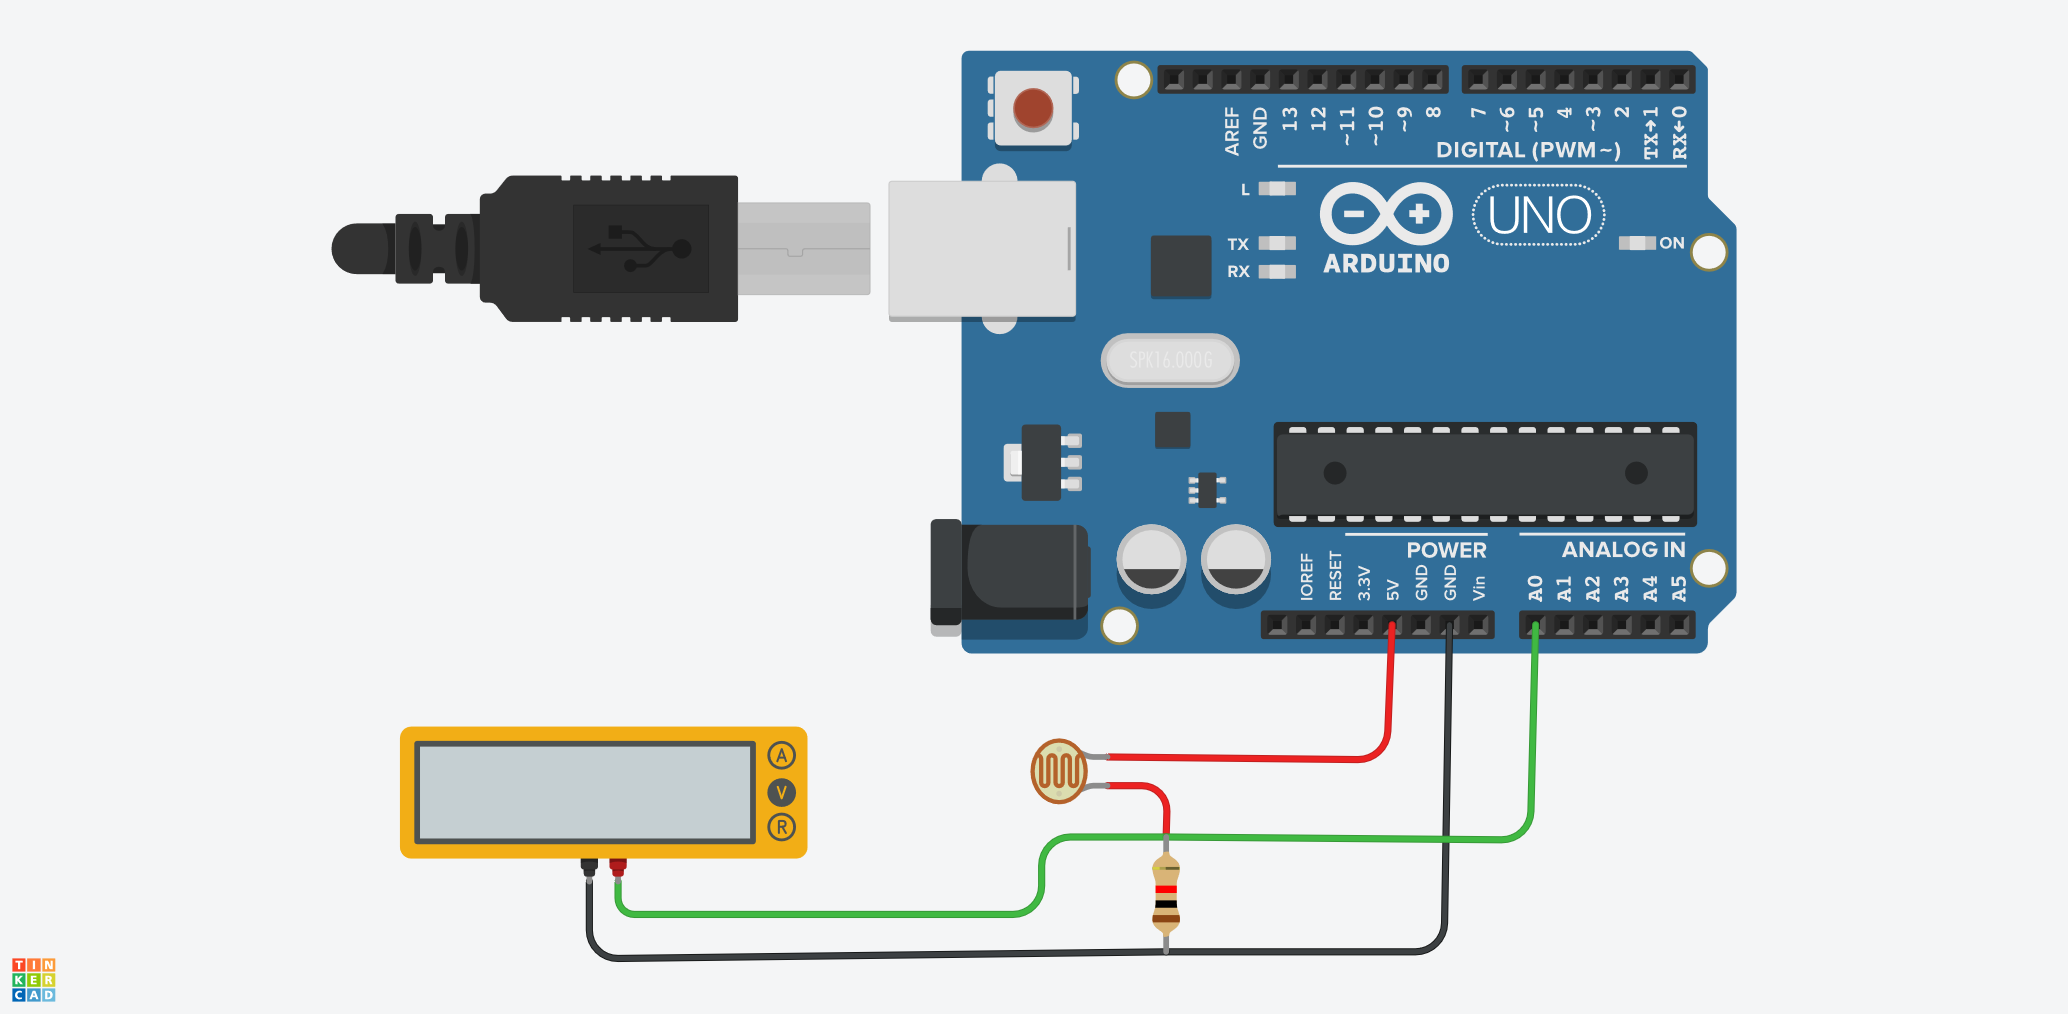 AREF
GND
13
12
~11
~10
~9
8
7
~6
~5
4
~3
2
TX→1
RX←0
DIGITAL (PWM ~)
L
TX
RX
ARDUINO
UNO
ON
SPK16.000G
POWER
ANALOG IN
IOREF
RESET
3.3V
5V
GND
GND
Vin
A0
A1
A2
A3
A4
A5
A
V
R
TIN
KER
CAD